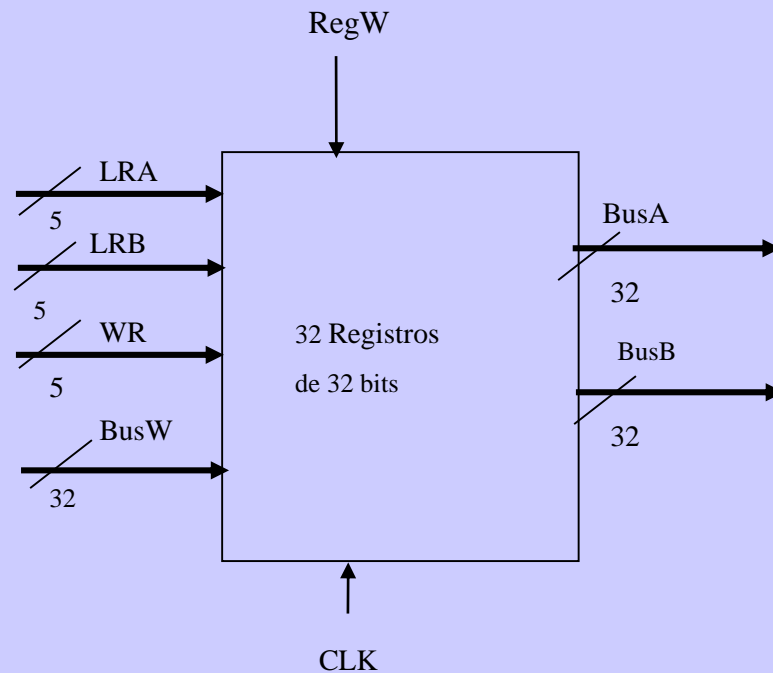 RegW
LRA
5
LRB
5
WR
5
BusW
32
32 Registros
de 32 bits
BusA
32
BusB
32
CLK